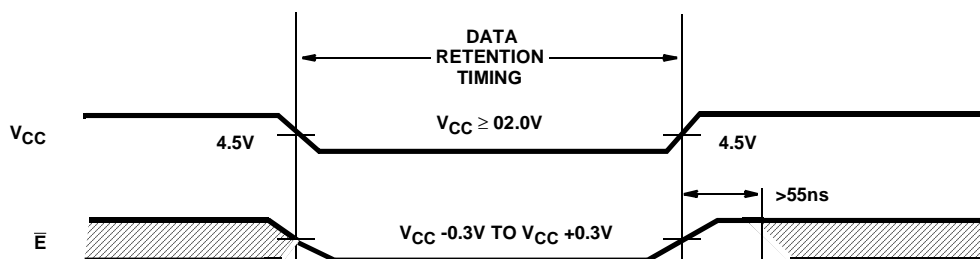 DATA
RETENTION
TIMING
VCC
4.5V
VCC ≥ 02.0V
4.5V
>55ns
E̅
VCC -0.3V TO VCC +0.3V